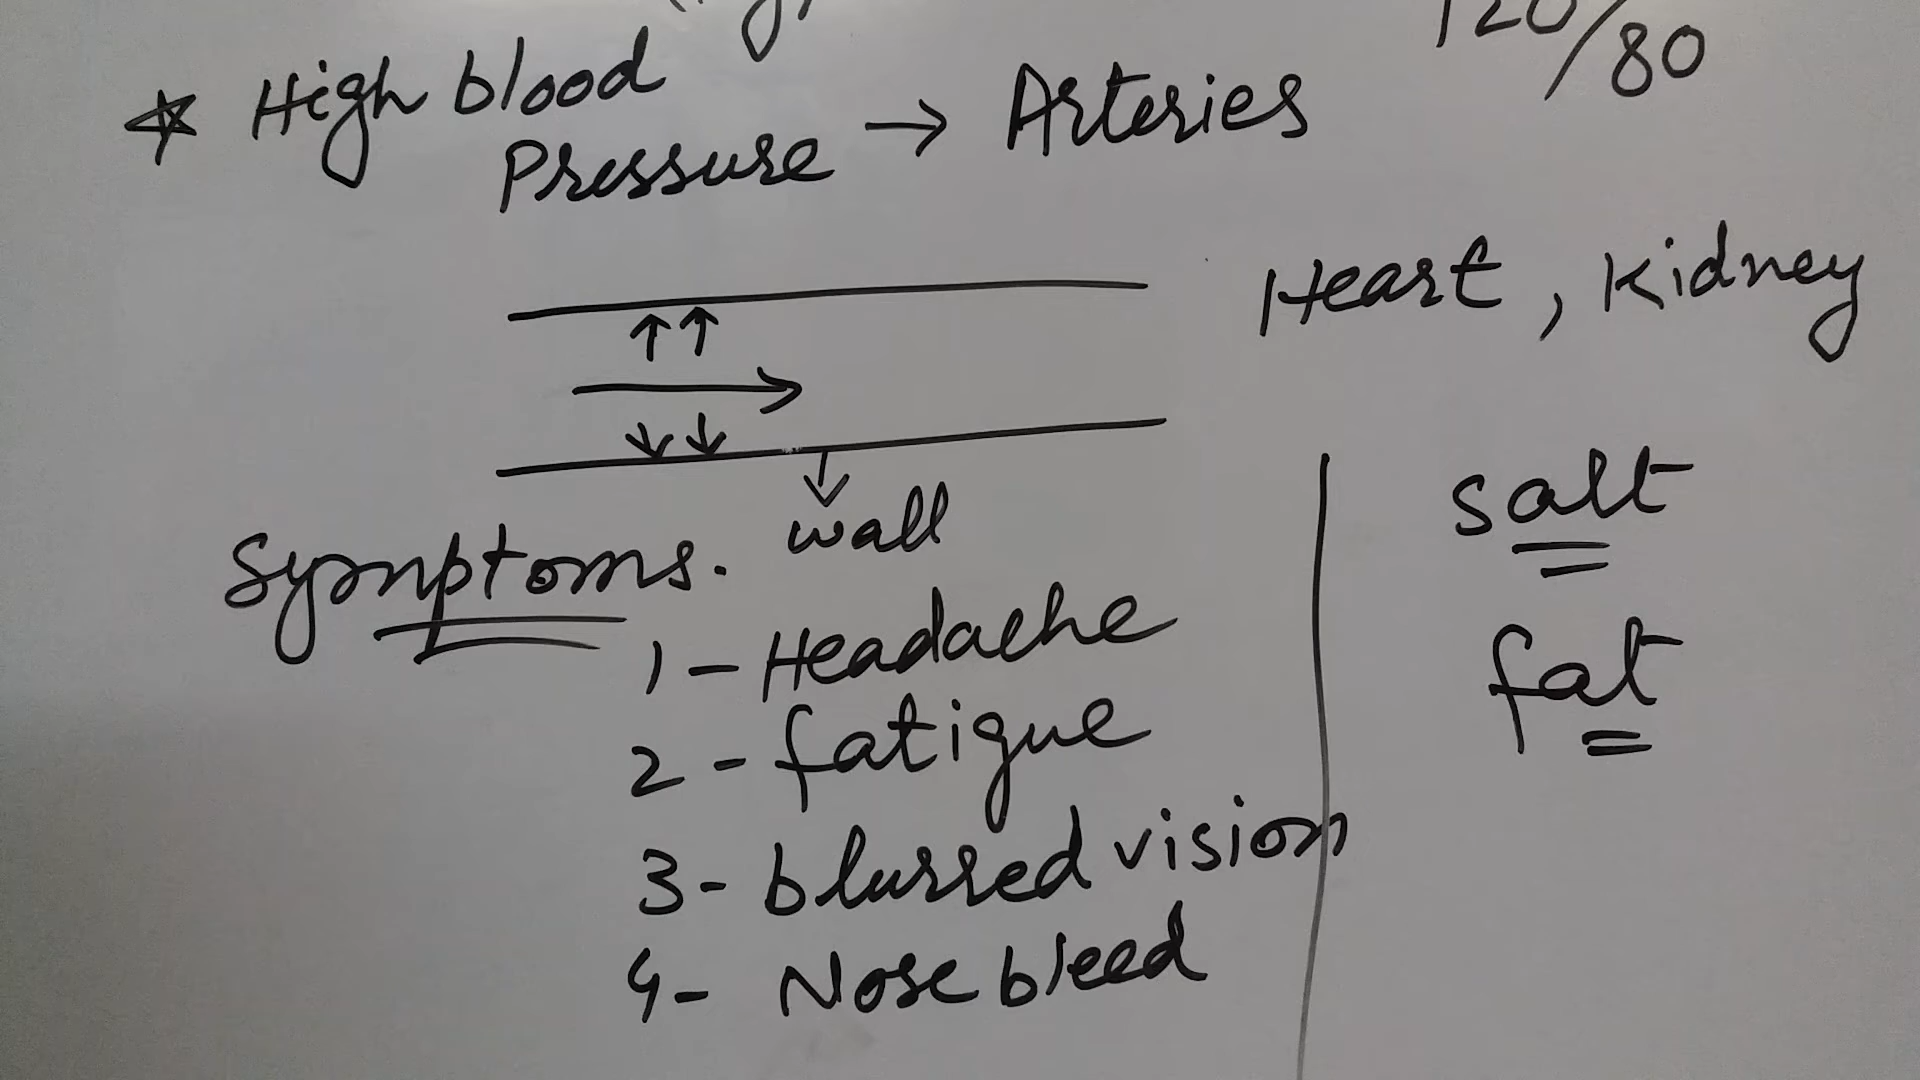 120/80
* High blood
Pressure → Arteries
Heart, Kidney
wall
Symptoms.
1 - Headache
2 - fatigue
3 - blurred vision
4 - Nose bleed
salt
fat